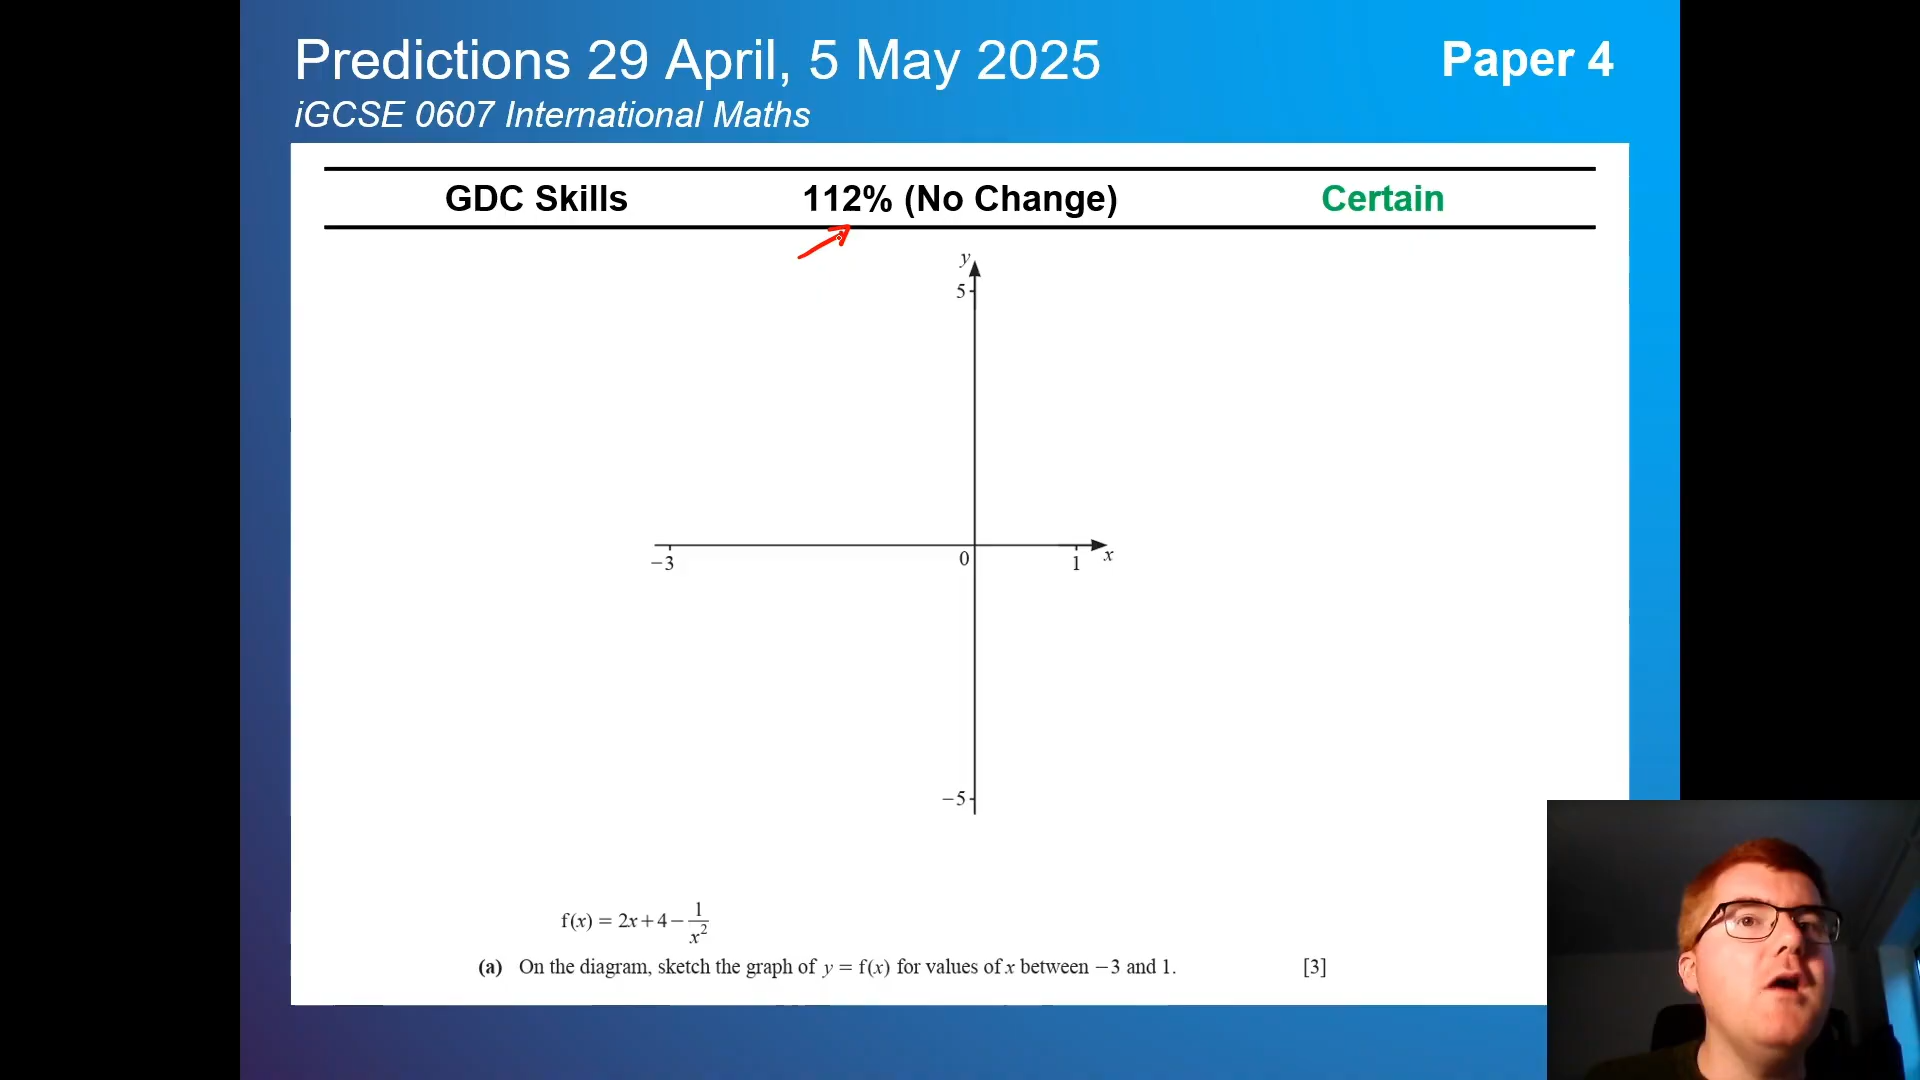 Predictions 29 April, 5 May 2025
Paper 4
iGCSE 0607 International Maths
GDC Skills 112% (No Change) Certain
y
5
-3 0 1 x
-5
f(x) = 2x+4-1/x²
(a) On the diagram, sketch the graph of y = f(x) for values of x between −3 and 1. [3]